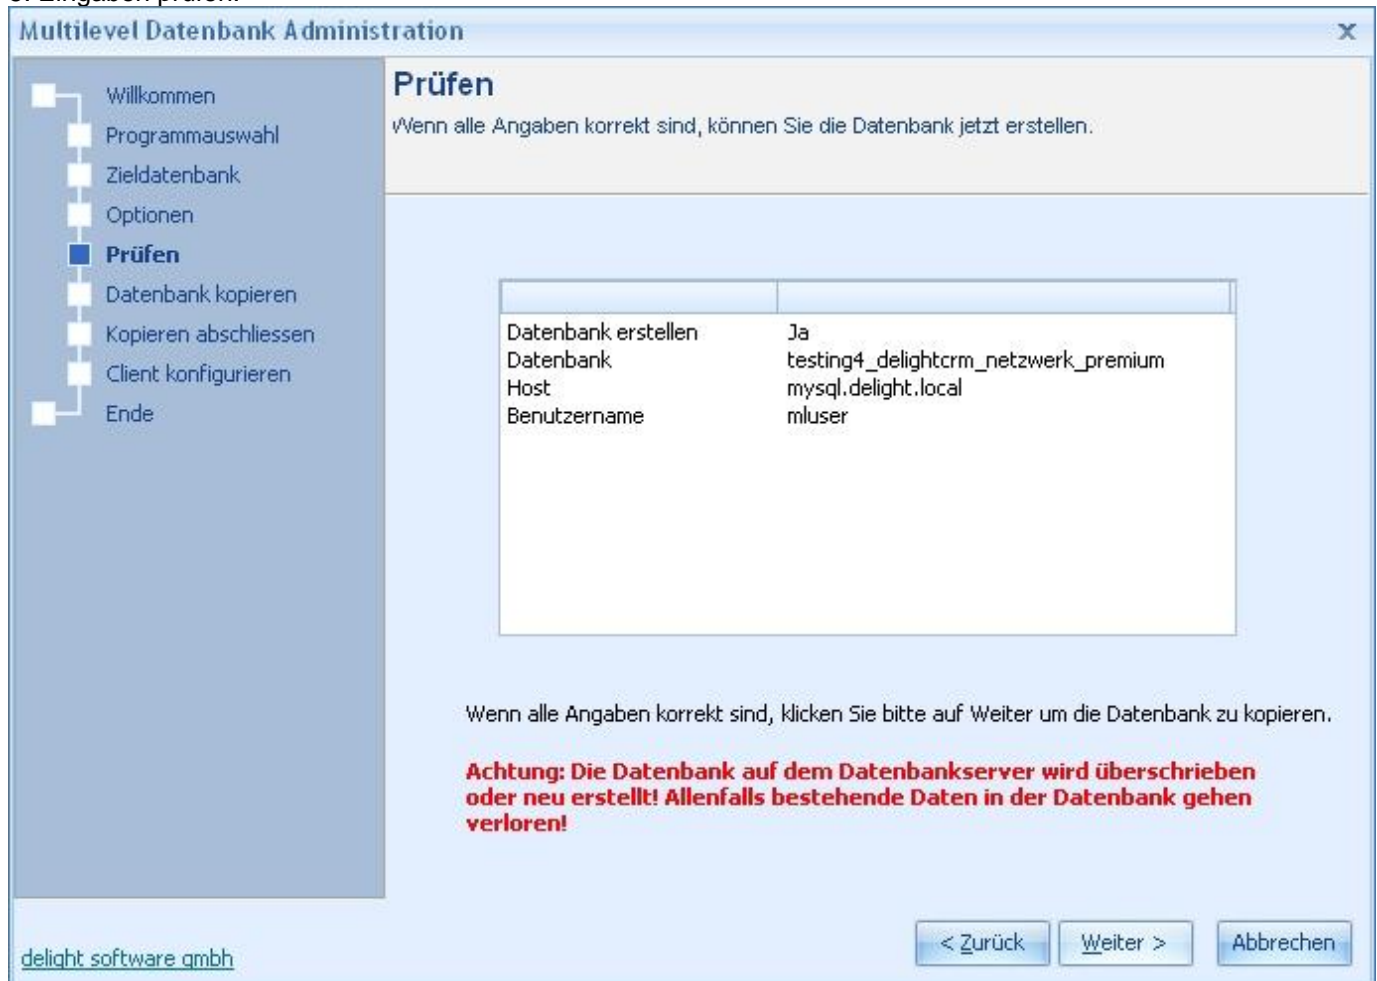 Multilevel Datenbank Administration
x
Willkommen
Programmauswahl
Zieldatenbank
Optionen
Prüfen
Datenbank kopieren
Kopieren abschliessen
Client konfigurieren
Ende
Prüfen
Wenn alle Angaben korrekt sind, können Sie die Datenbank jetzt erstellen.
Datenbank erstellen Ja
Datenbank testing4_delightcrm_netzwerk_premium
Host mysql.delight.local
Benutzername mluser
Wenn alle Angaben korrekt sind, klicken Sie bitte auf Weiter um die Datenbank zu kopieren.
Achtung: Die Datenbank auf dem Datenbankserver wird überschrieben
oder neu erstellt! Allenfalls bestehende Daten in der Datenbank gehen
verloren!
< Zurück Weiter > Abbrechen
delight software gmbh